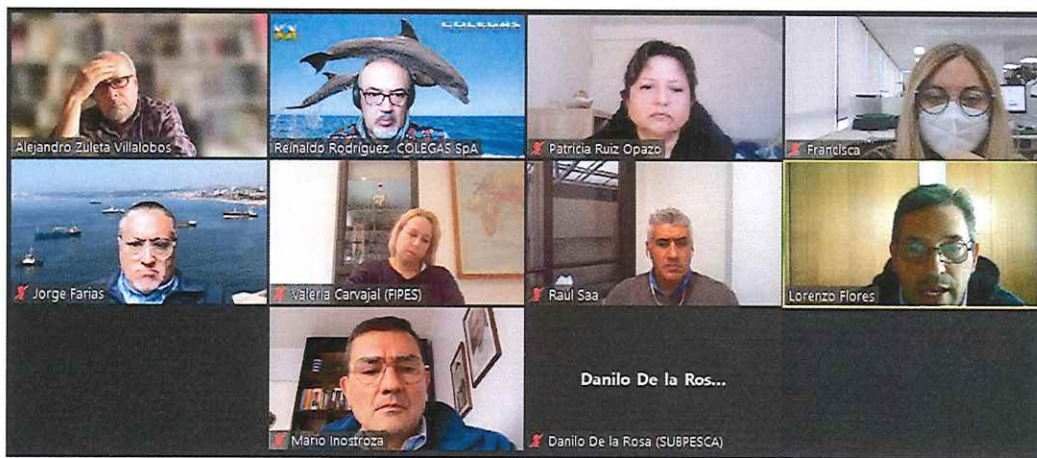 COLEGAS
Alejandro Zuleta Villalobos
Reinaldo Rodríguez COLEGAS SpA
Patricia Ruiz Opazo
Francisca
Jorge Farias
Valeria Carvajal (FIPES)
Raúl Saa
Lorenzo Flores
Danilo De la Ros...
Mario Inostroza
Danilo De la Rosa (SUBPESCA)